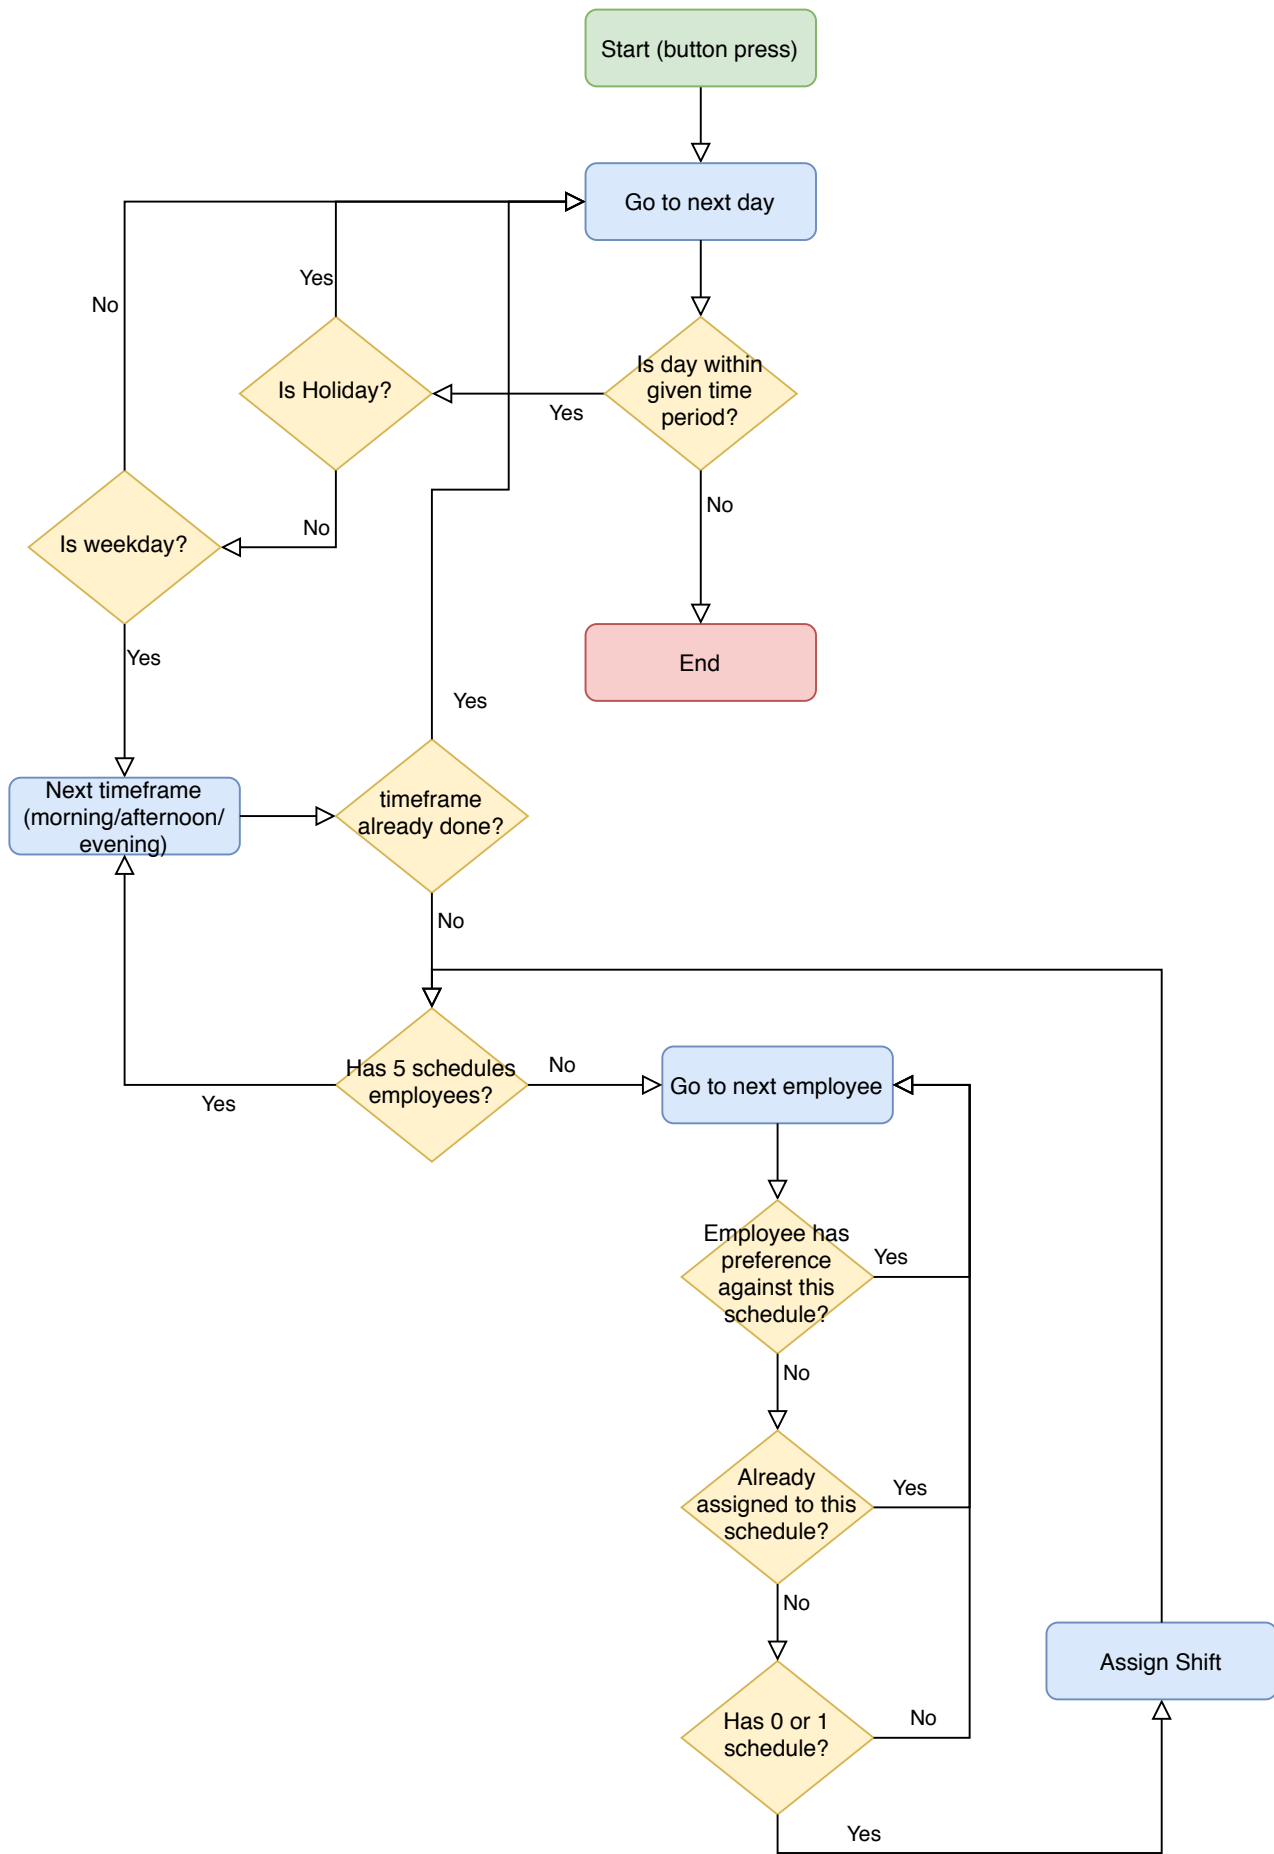 Start (button press)
Go to next day
Yes
No
Is day within
given time
period?
Is Holiday?
Yes
No
No
Is weekday?
Yes
End
Yes
Next timeframe
(morning/afternoon/
evening)
timeframe
already done?
No
Has 5 schedules
employees?
No
Go to next employee
Yes
Employee has
preference
against this
schedule?
Yes
No
Already
assigned to this
schedule?
Yes
No
Assign Shift
Has 0 or 1
schedule?
No
Yes